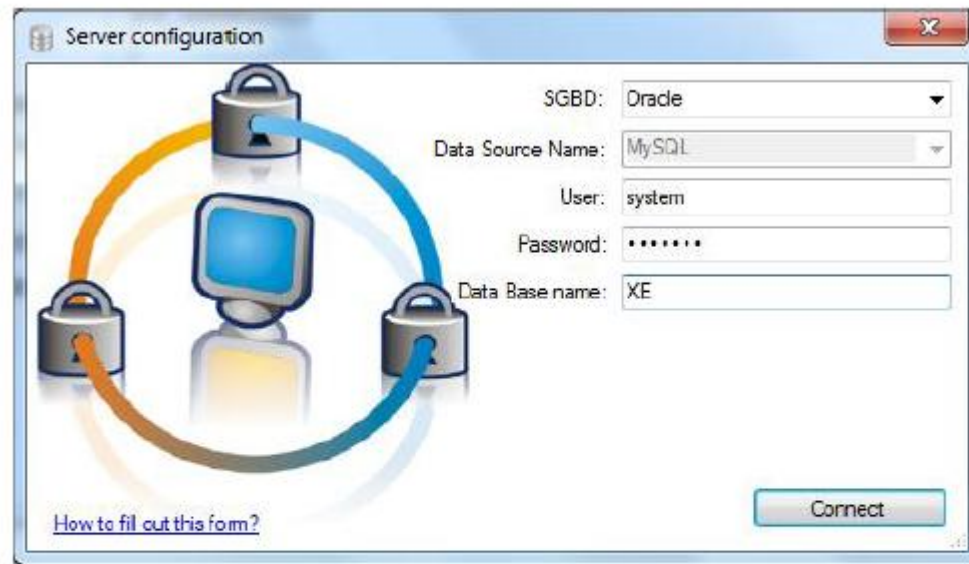 Server configuration
SGBD: Oracle
Data Source Name: MySQL
User: system
Password: •••••••
Data Base name: XE
How to fill out this form?
Connect